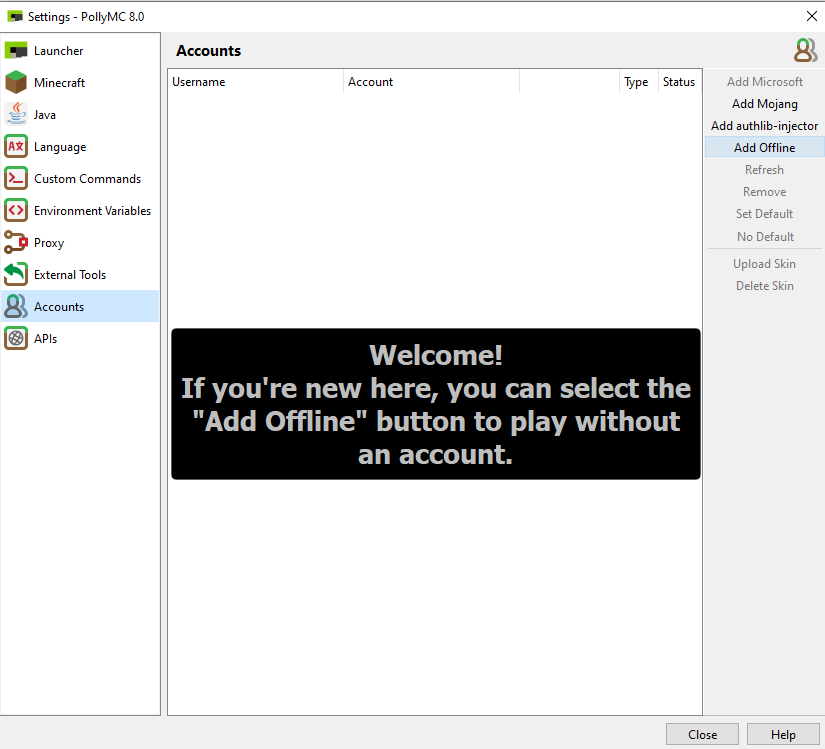 Settings - PollyMC 8.0
Launcher
Minecraft
Java
Language
Custom Commands
Environment Variables
Proxy
External Tools
Accounts
APIs
Accounts
Username Account Type Status
Welcome!
If you're new here, you can select the
"Add Offline" button to play without
an account.
Add Microsoft
Add Mojang
Add authlib-injector
Add Offline
Refresh
Remove
Set Default
No Default
Upload Skin
Delete Skin
Close Help